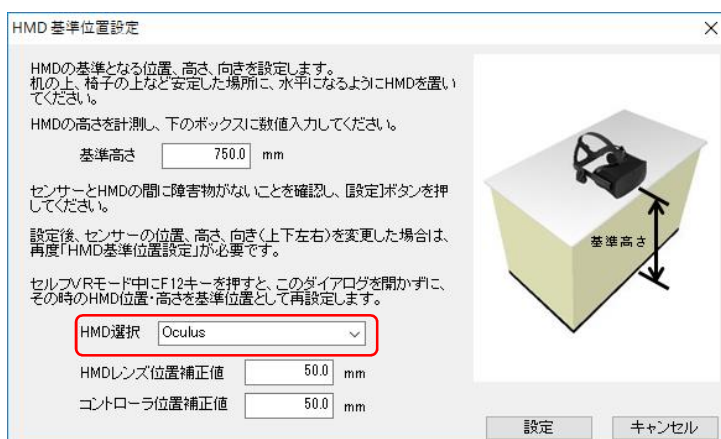 HMD 基準位置設定
HMDの基準となる位置、高さ、向きを設定します。
机の上、椅子の上など安定した場所に、水平になるようにHMDを置い
てください。
HMDの高さを計測し、下のボックスに数値入力してください。
基準高さ 750.0 mm
センサーとHMDの間に障害物がないことを確認し、[設定]ボタンを押
してください。
設定後、センサーの位置、高さ、向き(上下左右)を変更した場合は、
再度「HMD基準位置設定」が必要です。
セルフVRモード中にF12キーを押すと、このダイアログを開かずに、
その時のHMD位置・高さを基準位置として再設定します。
HMD選択 Oculus
HMDレンズ位置補正値 50.0 mm
コントローラ位置補正値 50.0 mm
基準高さ
設定 キャンセル